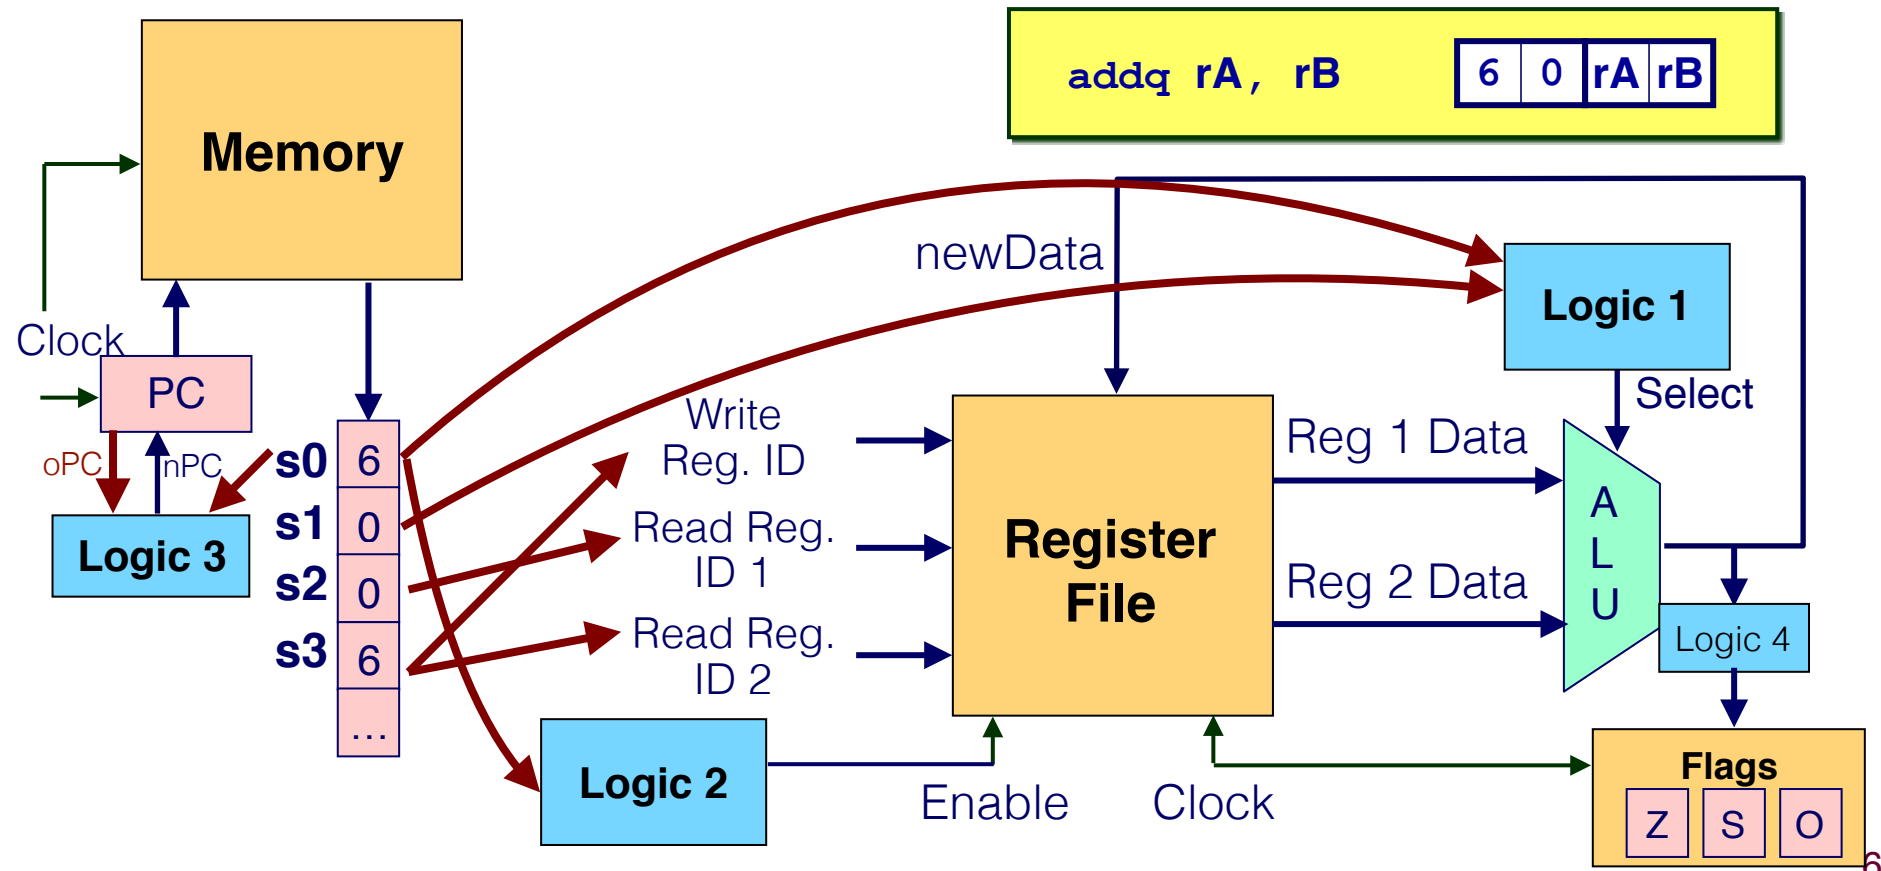 addq rA, rB
6 0 rA rB
Memory
newData
Logic 1
Clock
PC
Select
Write
Reg. ID
Reg 1 Data
oPC
nPC
s0 6
s1 0
s2 0
s3 6
...
Logic 3
Read Reg.
ID 1
Read Reg.
ID 2
Register
File
A
L
U
Reg 2 Data
Logic 4
Logic 2
Enable
Clock
Flags
Z S O
6